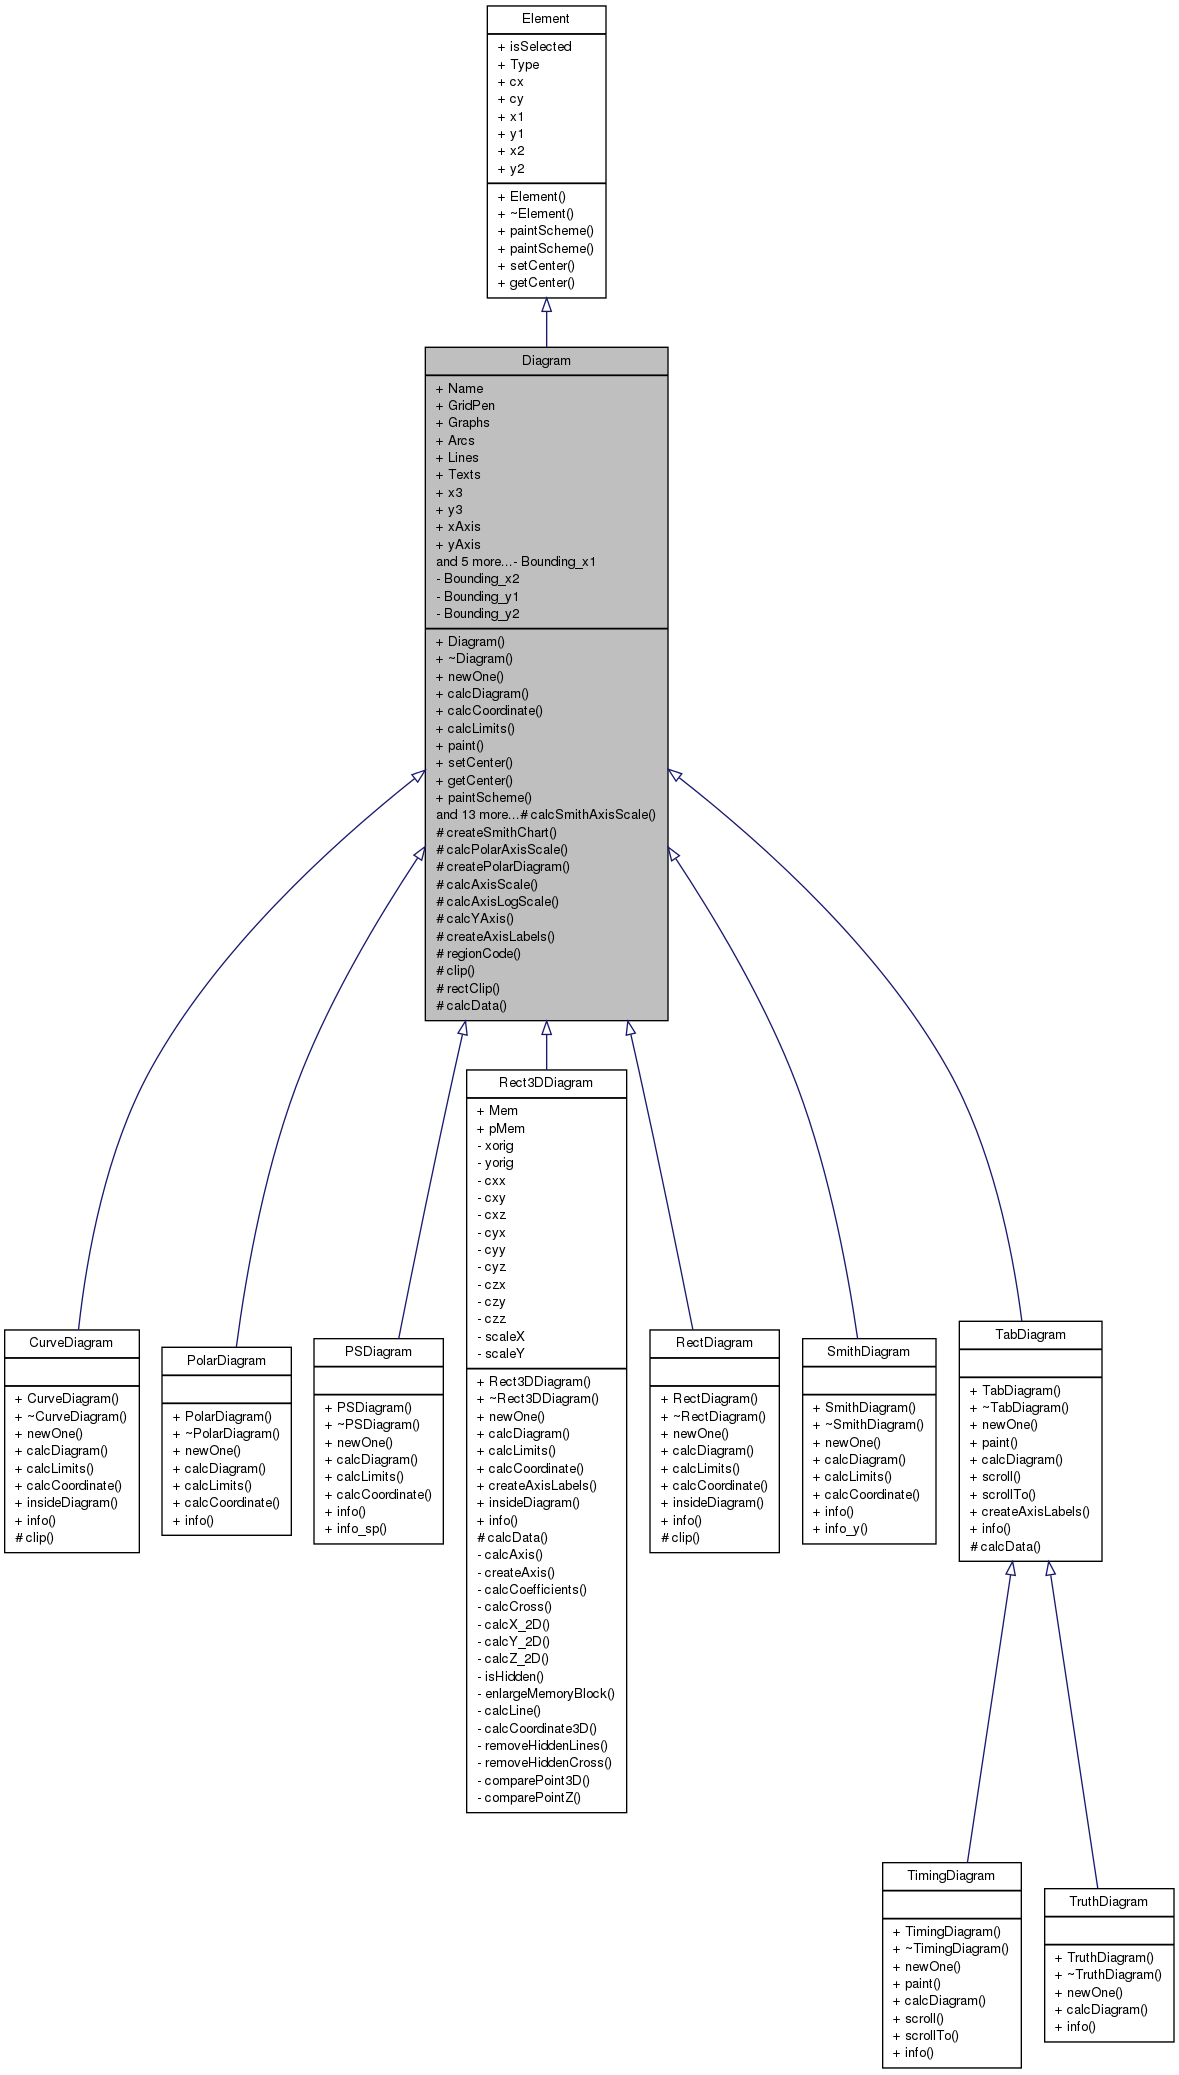 Element
+ isSelected
+ Type
+ cx
+ cy
+ x1
+ y1
+ x2
+ y2
+ Element()
+ ~Element()
+ paintScheme()
+ paintScheme()
+ setCenter()
+ getCenter()
Diagram
+ Name
+ GridPen
+ Graphs
+ Arcs
+ Lines
+ Texts
+ x3
+ y3
+ xAxis
+ yAxis
and 5 more...- Bounding_x1
- Bounding_x2
- Bounding_y1
- Bounding_y2
+ Diagram()
+ ~Diagram()
+ newOne()
+ calcDiagram()
+ calcCoordinate()
+ calcLimits()
+ paint()
+ setCenter()
+ getCenter()
+ paintScheme()
and 13 more...# calcSmithAxisScale()
# createSmithChart()
# calcPolarAxisScale()
# createPolarDiagram()
# calcAxisScale()
# calcAxisLogScale()
# calcYAxis()
# createAxisLabels()
# regionCode()
# clip()
# rectClip()
# calcData()
CurveDiagram
+ CurveDiagram()
+ ~CurveDiagram()
+ newOne()
+ calcDiagram()
+ calcLimits()
+ calcCoordinate()
+ insideDiagram()
+ info()
# clip()
PolarDiagram
+ PolarDiagram()
+ ~PolarDiagram()
+ newOne()
+ calcDiagram()
+ calcLimits()
+ calcCoordinate()
+ info()
PSDiagram
+ PSDiagram()
+ ~PSDiagram()
+ newOne()
+ calcDiagram()
+ calcLimits()
+ calcCoordinate()
+ info()
+ info_sp()
Rect3DDiagram
+ Mem
+ pMem
- xorig
- yorig
- cxx
- cxy
- cxz
- cyx
- cyy
- cyz
- czx
- czy
- czz
- scaleX
- scaleY
+ Rect3DDiagram()
+ ~Rect3DDiagram()
+ newOne()
+ calcDiagram()
+ calcLimits()
+ calcCoordinate()
+ createAxisLabels()
+ insideDiagram()
+ info()
# calcData()
- calcAxis()
- createAxis()
- calcCoefficients()
- calcCross()
- calcX_2D()
- calcY_2D()
- calcZ_2D()
- isHidden()
- enlargeMemoryBlock()
- calcLine()
- calcCoordinate3D()
- removeHiddenLines()
- removeHiddenCross()
- comparePoint3D()
- comparePointZ()
RectDiagram
+ RectDiagram()
+ ~RectDiagram()
+ newOne()
+ calcDiagram()
+ calcLimits()
+ calcCoordinate()
+ insideDiagram()
+ info()
# clip()
SmithDiagram
+ SmithDiagram()
+ ~SmithDiagram()
+ newOne()
+ calcDiagram()
+ calcLimits()
+ calcCoordinate()
+ info()
+ info_y()
TabDiagram
+ TabDiagram()
+ ~TabDiagram()
+ newOne()
+ paint()
+ calcDiagram()
+ scroll()
+ scrollTo()
+ createAxisLabels()
+ info()
# calcData()
TimingDiagram
+ TimingDiagram()
+ ~TimingDiagram()
+ newOne()
+ paint()
+ calcDiagram()
+ scroll()
+ scrollTo()
+ info()
TruthDiagram
+ TruthDiagram()
+ ~TruthDiagram()
+ newOne()
+ calcDiagram()
+ info()